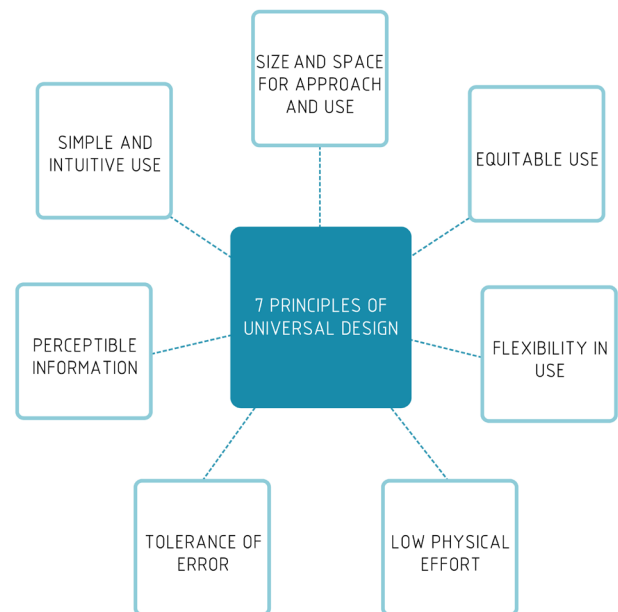 SIZE AND SPACE
FOR APPROACH
AND USE
SIMPLE AND
INTUITIVE USE
EQUITABLE USE
7 PRINCIPLES OF
UNIVERSAL DESIGN
PERCEPTIBLE
INFORMATION
FLEXIBILITY IN
USE
TOLERANCE OF
ERROR
LOW PHYSICAL
EFFORT